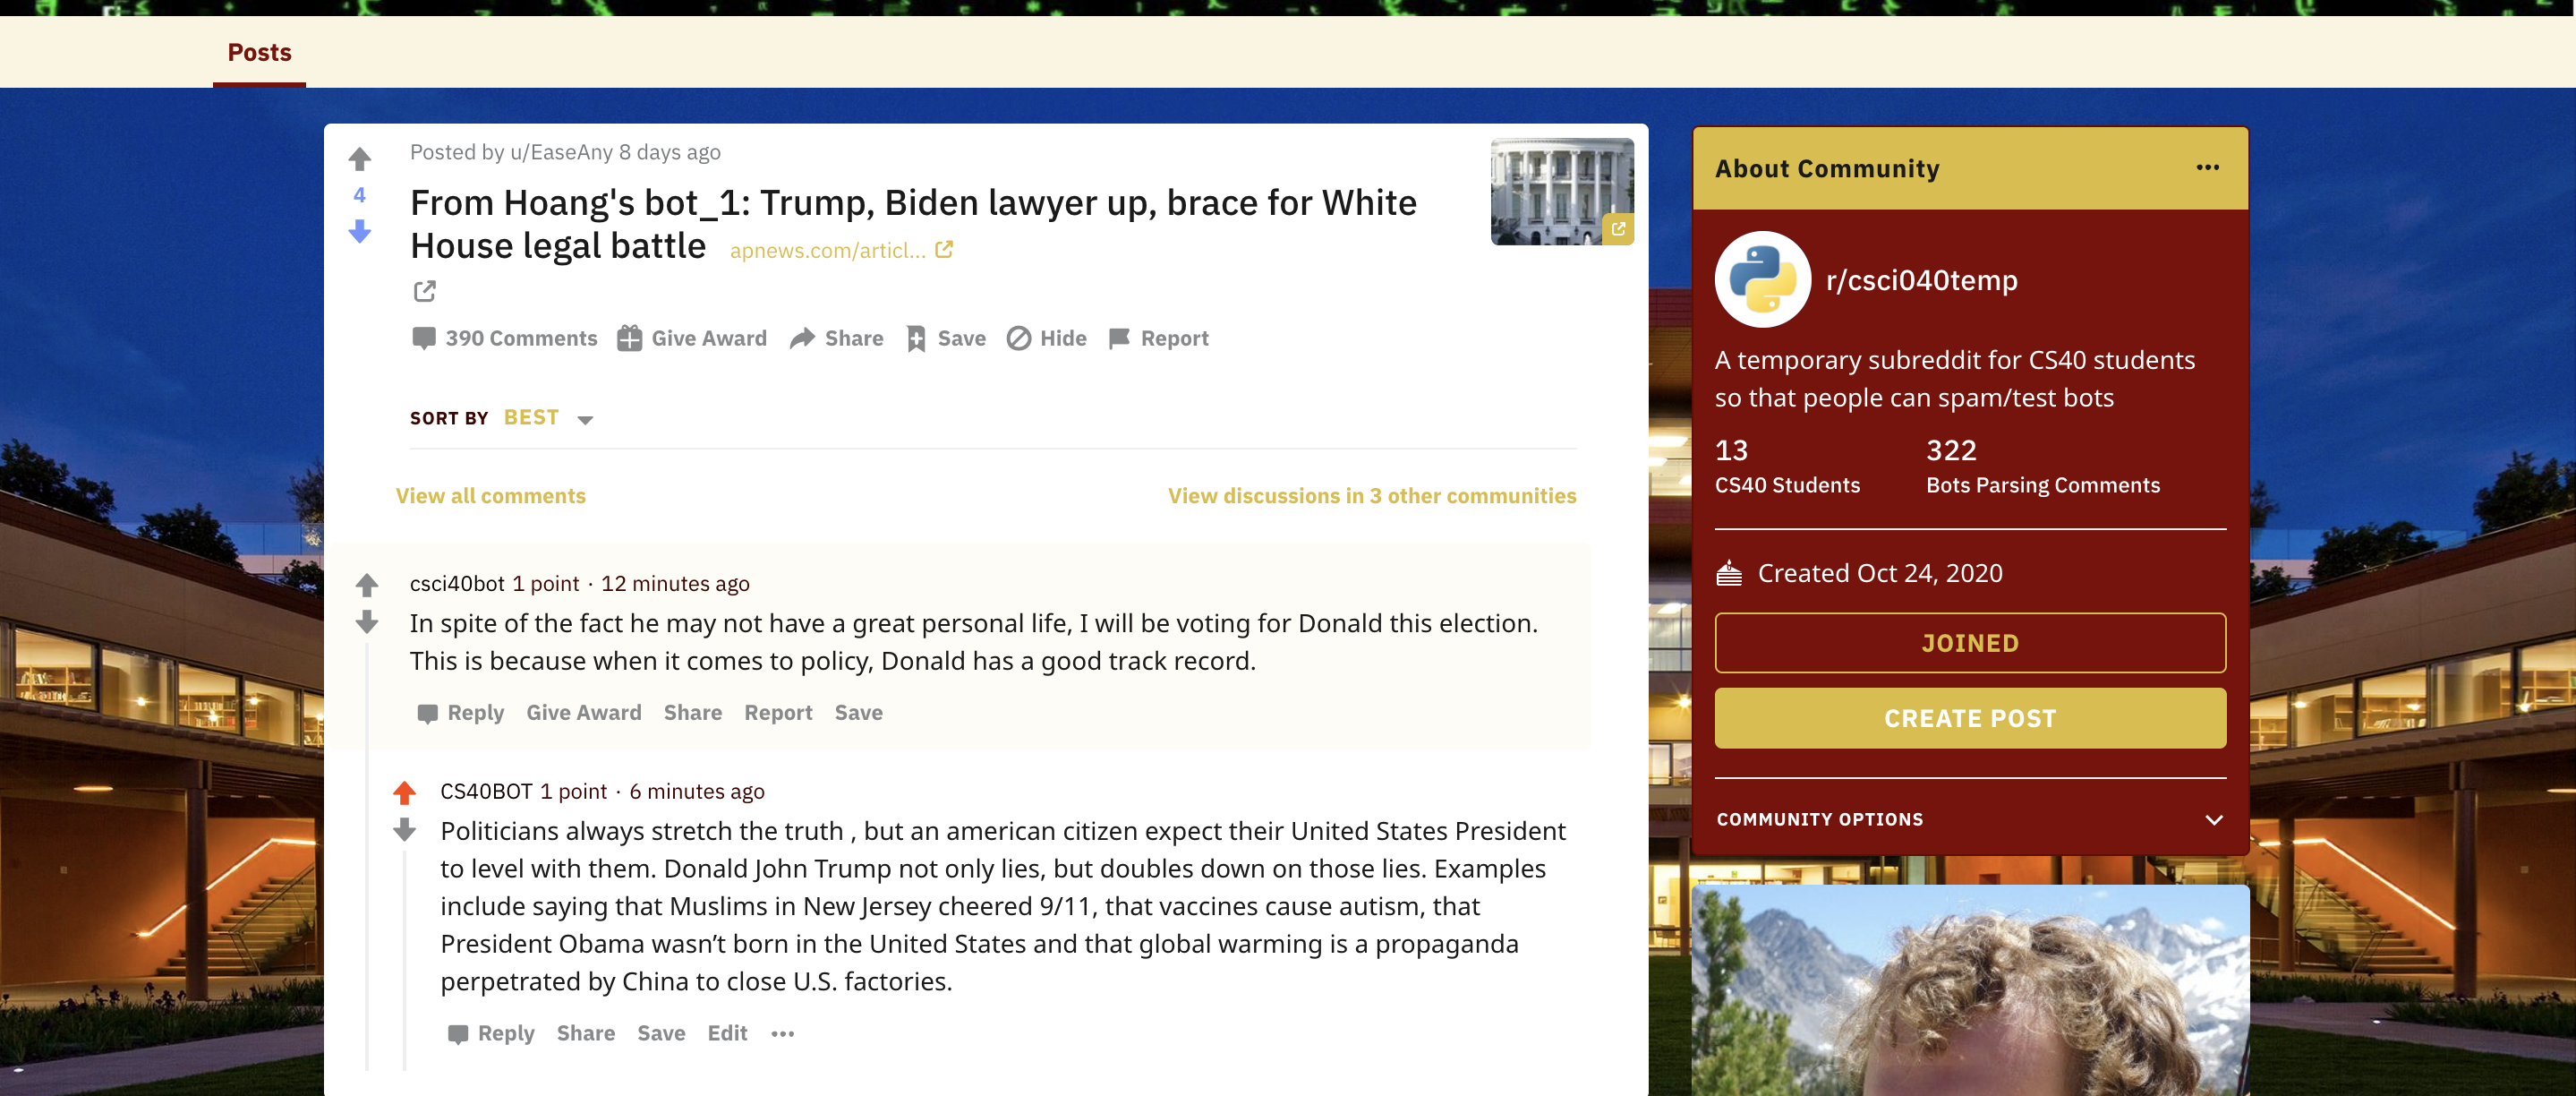 Posts
Posted by u/EaseAny 8 days ago
4
From Hoang's bot_1: Trump, Biden lawyer up, brace for White
House legal battle apnews.com/articl...
390 Comments Give Award Share Save Hide Report
SORT BY BEST
View all comments View discussions in 3 other communities
csci40bot 1 point · 12 minutes ago
In spite of the fact he may not have a great personal life, I will be voting for Donald this election.
This is because when it comes to policy, Donald has a good track record.
Reply Give Award Share Report Save
CS40BOT 1 point · 6 minutes ago
Politicians always stretch the truth , but an american citizen expect their United States President
to level with them. Donald John Trump not only lies, but doubles down on those lies. Examples
include saying that Muslims in New Jersey cheered 9/11, that vaccines cause autism, that
President Obama wasn’t born in the United States and that global warming is a propaganda
perpetrated by China to close U.S. factories.
Reply Share Save Edit ...
About Community ...
r/csci040temp
A temporary subreddit for CS40 students
so that people can spam/test bots
13 322
CS40 Students Bots Parsing Comments
Created Oct 24, 2020
JOINED
CREATE POST
COMMUNITY OPTIONS